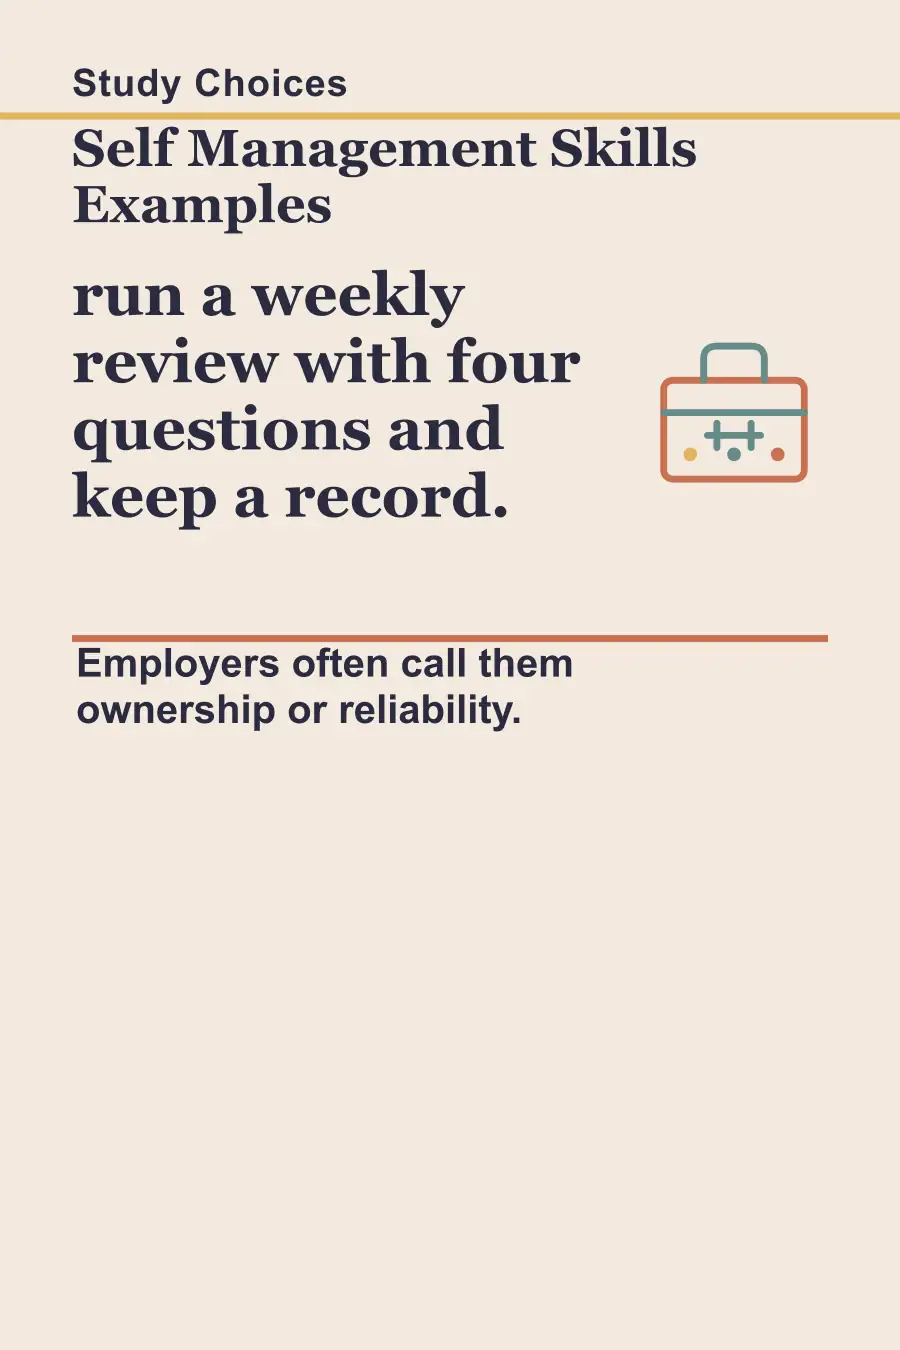 Study Choices
Self Management Skills
Examples
run a weekly
review with four
questions and
keep a record.
Employers often call them
ownership or reliability.